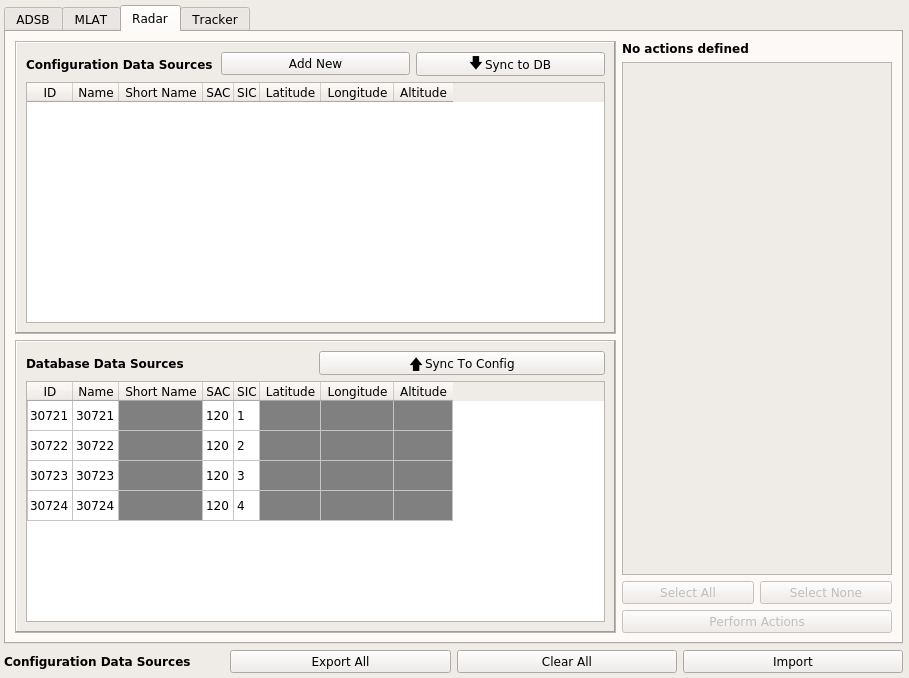 ADSB MLAT Radar Tracker
Configuration Data Sources Add New Sync to DB
ID Name Short Name SAC SIC Latitude Longitude Altitude
Database Data Sources Sync To Config
ID Name Short Name SAC SIC Latitude Longitude Altitude
30721 30721 120 1
30722 30722 120 2
30723 30723 120 3
30724 30724 120 4
No actions defined
Select All Select None
Perform Actions
Configuration Data Sources Export All Clear All Import